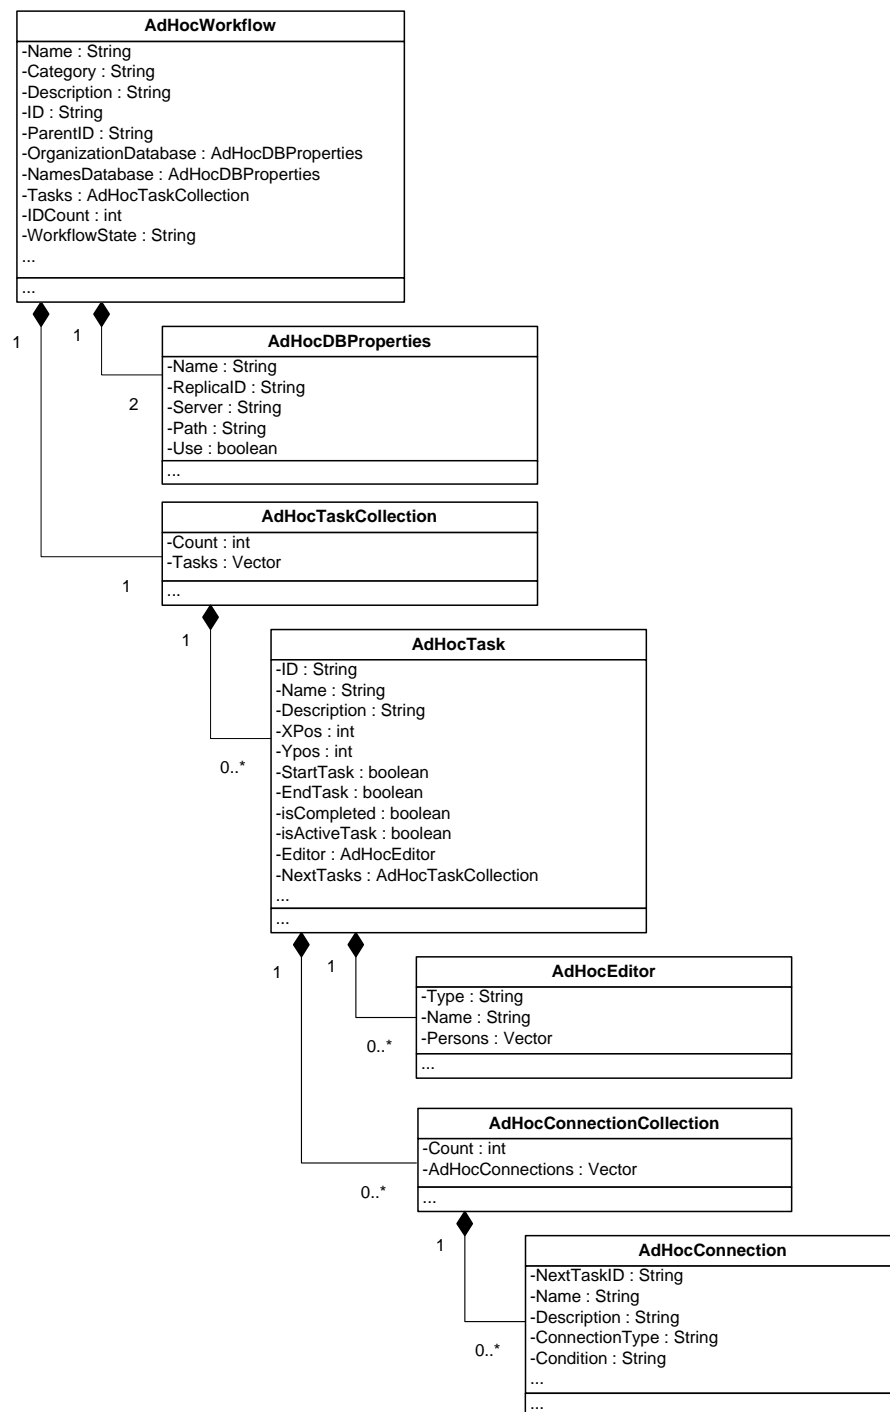 AdHocWorkflow
-Name : String
-Category : String
-Description : String
-ID : String
-ParentID : String
-OrganizationDatabase : AdHocDBProperties
-NamesDatabase : AdHocDBProperties
-Tasks : AdHocTaskCollection
-IDCount : int
-WorkflowState : String
...
...
1
1
AdHocDBProperties
-Name : String
-ReplicaID : String
-Server : String
-Path : String
-Use : boolean
...
2
AdHocTaskCollection
-Count : int
-Tasks : Vector
...
1
1
AdHocTask
-ID : String
-Name : String
-Description : String
-XPos : int
-Ypos : int
-StartTask : boolean
-EndTask : boolean
-isCompleted : boolean
-isActiveTask : boolean
-Editor : AdHocEditor
-NextTasks : AdHocTaskCollection
...
...
0..*
1
1
AdHocEditor
-Type : String
-Name : String
-Persons : Vector
...
0..*
AdHocConnectionCollection
-Count : int
-AdHocConnections : Vector
...
0..*
1
AdHocConnection
-NextTaskID : String
-Name : String
-Description : String
-ConnectionType : String
-Condition : String
...
...
0..*